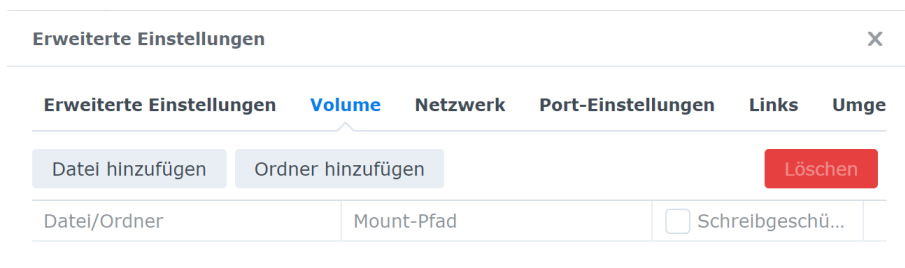 Erweiterte Einstellungen
Erweiterte Einstellungen Volume Netzwerk Port-Einstellungen Links Umge
Datei hinzufügen Ordner hinzufügen Löschen
Datei/Ordner Mount-Pfad Schreibgeschü...